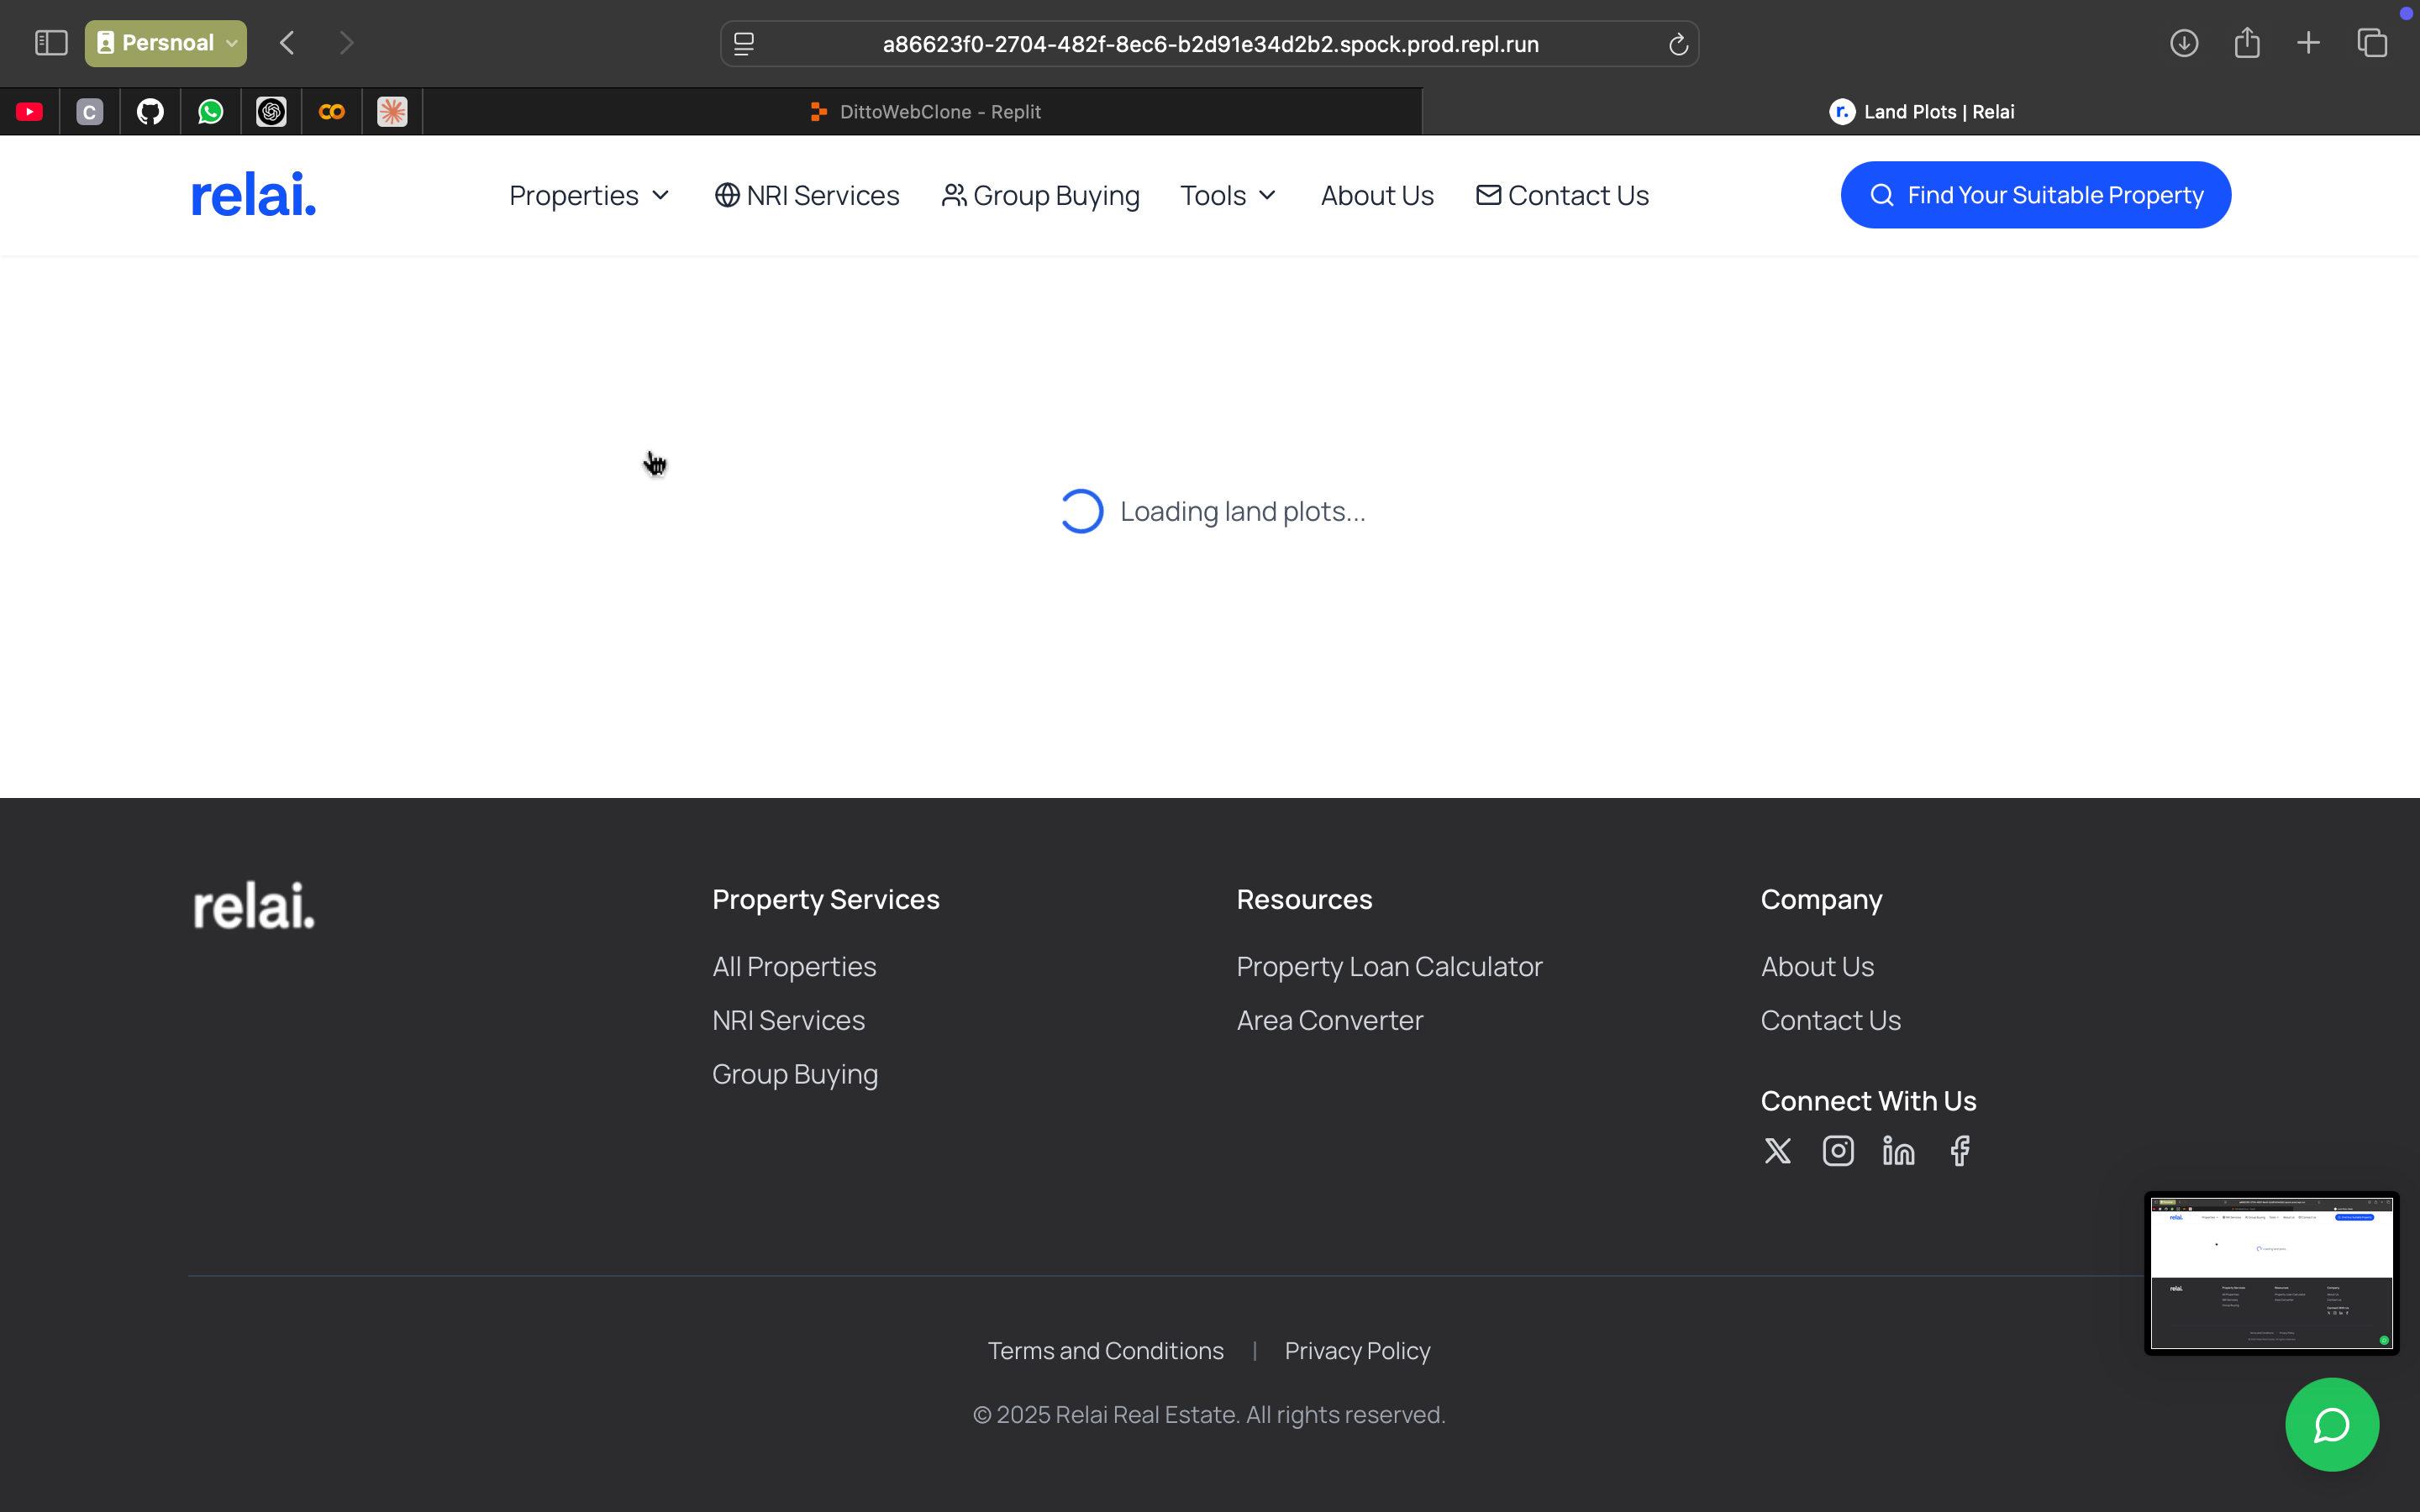 Persnoal
a86623f0-2704-482f-8ec6-b2d91e34d2b2.spock.prod.repl.run
C
DittoWebClone - Replit
r. Land Plots | Relai
relai.
Properties
NRI Services
Group Buying
Tools
About Us
Contact Us
Find Your Suitable Property
Loading land plots...
relai.
Property Services
All Properties
NRI Services
Group Buying
Resources
Property Loan Calculator
Area Converter
Company
About Us
Contact Us
Connect With Us
Terms and Conditions | Privacy Policy
© 2025 Relai Real Estate. All rights reserved.